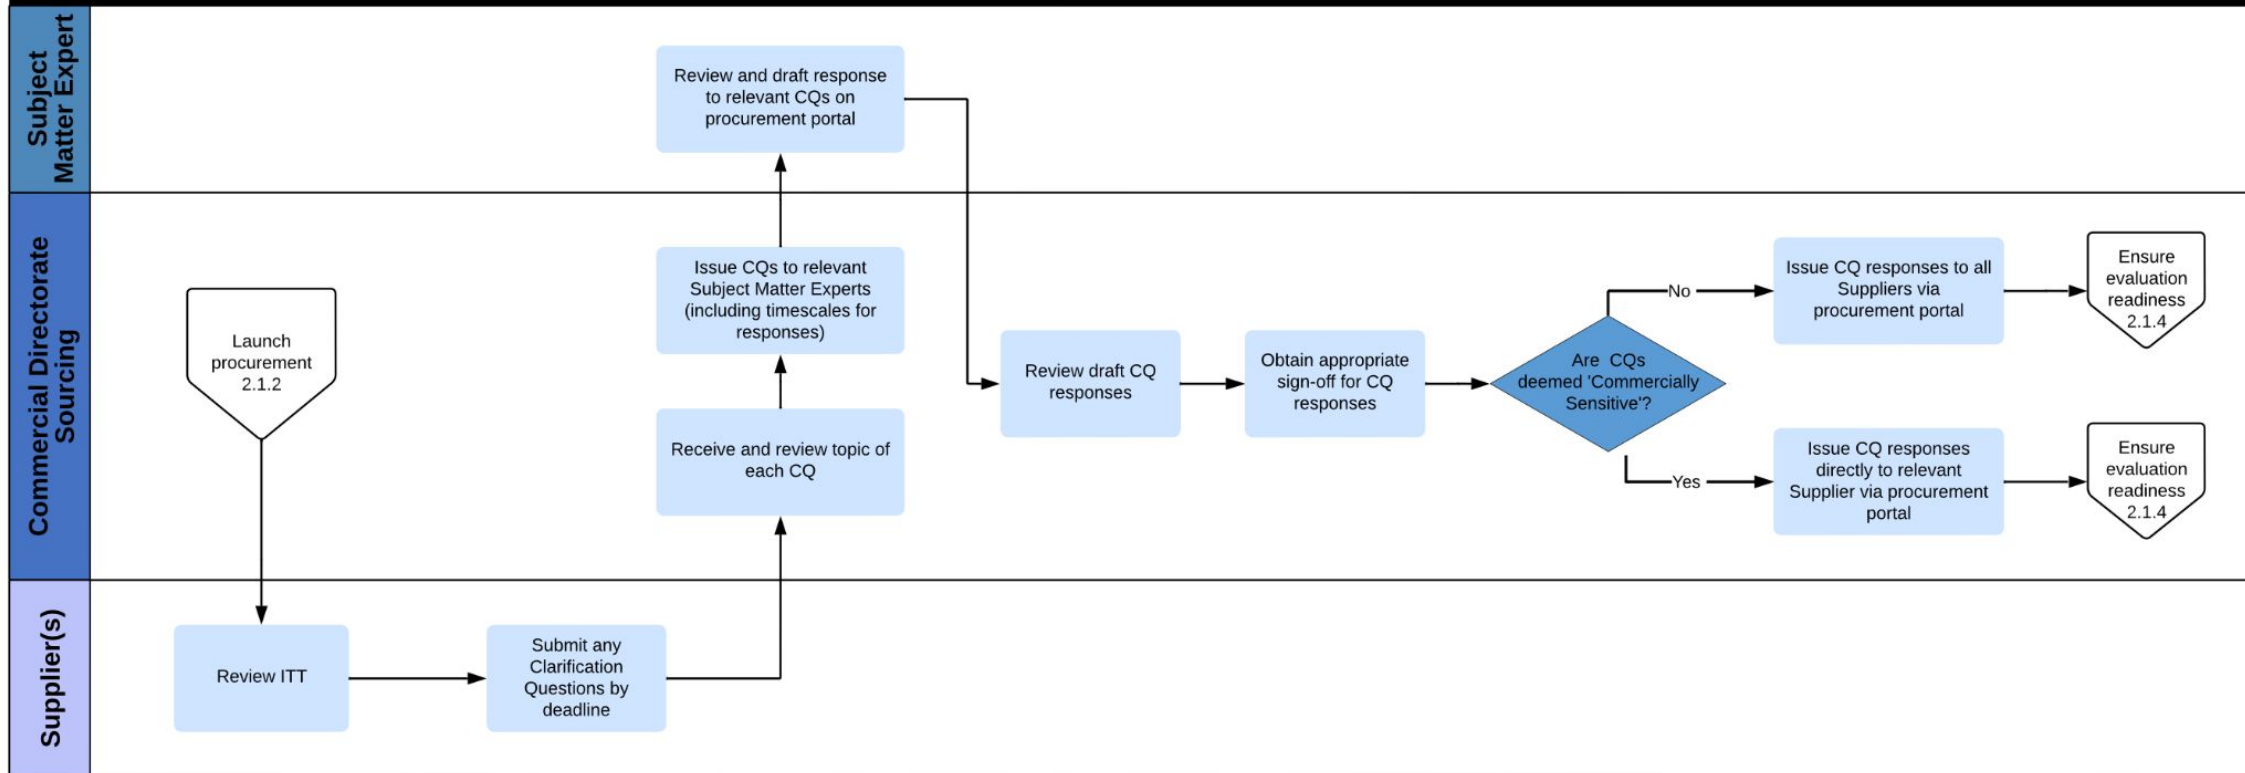 Subject
Matter Expert
Review and draft response
to relevant CQs on
procurement portal
Commercial Directorate
Sourcing
Launch
procurement
2.1.2
Issue CQs to relevant
Subject Matter Experts
(including timescales for
responses)
Receive and review topic of
each CQ
Review draft CQ
responses
Obtain appropriate
sign-off for CQ
responses
Are CQs
deemed 'Commercially
Sensitive'?
No
Issue CQ responses to all
Suppliers via
procurement portal
Ensure
evaluation
readiness
2.1.4
Yes
Issue CQ responses
directly to relevant
Supplier via procurement
portal
Ensure
evaluation
readiness
2.1.4
Supplier(s)
Review ITT
Submit any
Clarification
Questions by
deadline